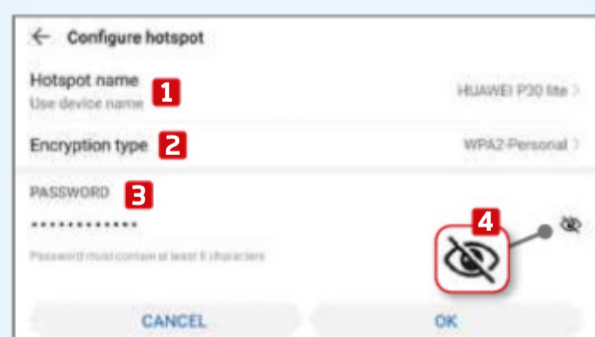 ← Configure hotspot
Hotspot name 1
Use device name
HUAWEI P30 lite >
Encryption type 2
WPA2-Personal >
PASSWORD 3
••••••••••••
4
Password must contain at least 8 characters
CANCEL
OK